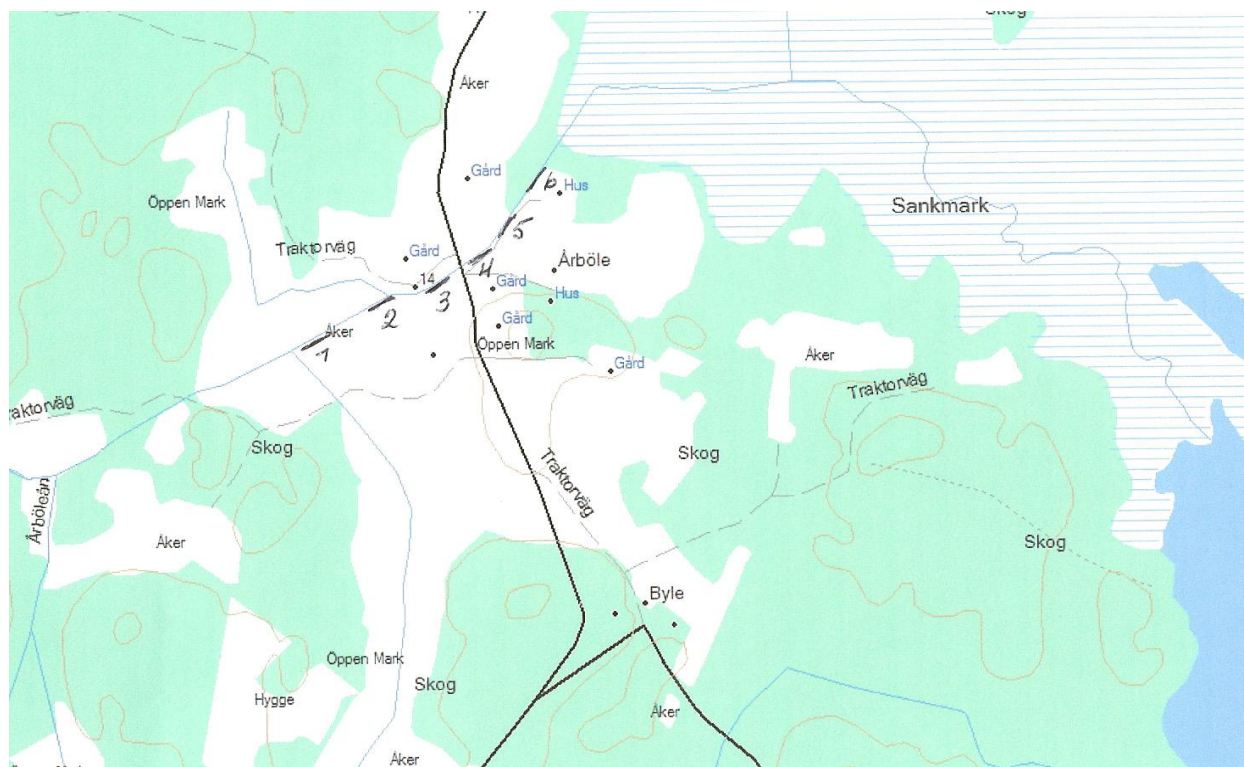 Skog
Åker
Gård
Hus
Öppen Mark
Sankmark
6
5
Traktorväg
Gård
Årböle
4
14
Gård
3
Hus
2
Gård
Åker
1
Öppen Mark
Åker
Gård
Traktorväg
Traktorväg
Skog
Skog
Traktorväg
Årböleån
Åker
Skog
Byle
Öppen Mark
Skog
Hygge
Åker
Åker